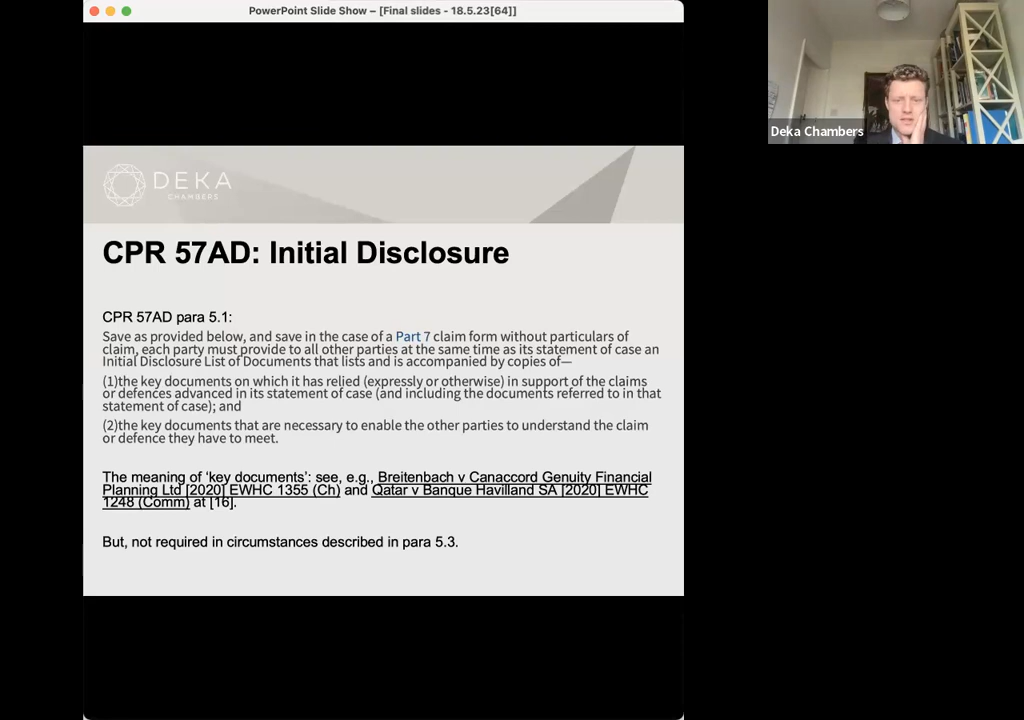 PowerPoint Slide Show – [Final slides - 18.5.23[64]]
Deka Chambers
DEKA
CHAMBERS
CPR 57AD: Initial Disclosure
CPR 57AD para 5.1:
Save as provided below, and save in the case of a Part 7 claim form without particulars of
claim, each party must provide to all other parties at the same time as its statement of case an
Initial Disclosure List of Documents that lists and is accompanied by copies of—
(1)the key documents on which it has relied (expressly or otherwise) in support of the claims
or defences advanced in its statement of case (and including the documents referred to in that
statement of case); and
(2)the key documents that are necessary to enable the other parties to understand the claim
or defence they have to meet.
The meaning of ‘key documents’: see, e.g., Breitenbach v Canaccord Genuity Financial
Planning Ltd [2020] EWHC 1355 (Ch) and Qatar v Banque Havilland SA [2020] EWHC
1248 (Comm) at [16].
But, not required in circumstances described in para 5.3.